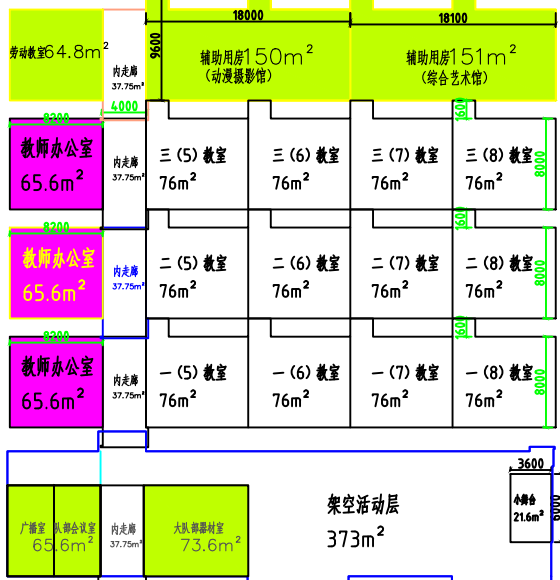 18000
18100
劳动教室64.8m²
9600
辅助用房150m²
(动漫摄影馆)
辅助用房151m²
(综合艺术馆)
内走廊
37.75m²
4000
1600
8200
教师办公室
65.6m²
内走廊
37.75m²
三(5)教室
76m²
三(6)教室
76m²
三(7)教室
76m²
三(8)教室
76m²
8000
1600
8200
教师办公室
65.6m²
内走廊
37.75m²
二(5)教室
76m²
二(6)教室
76m²
二(7)教室
76m²
二(8)教室
76m²
8000
1600
8200
教师办公室
65.6m²
内走廊
37.75m²
一(5)教室
76m²
一(6)教室
76m²
一(7)教室
76m²
一(8)教室
76m²
8000
3600
架空活动层
373m²
小舞台
21.6m²
6000
广播室
队部会议室
65.6m²
内走廊
37.75m²
大队部器材室
73.6m²